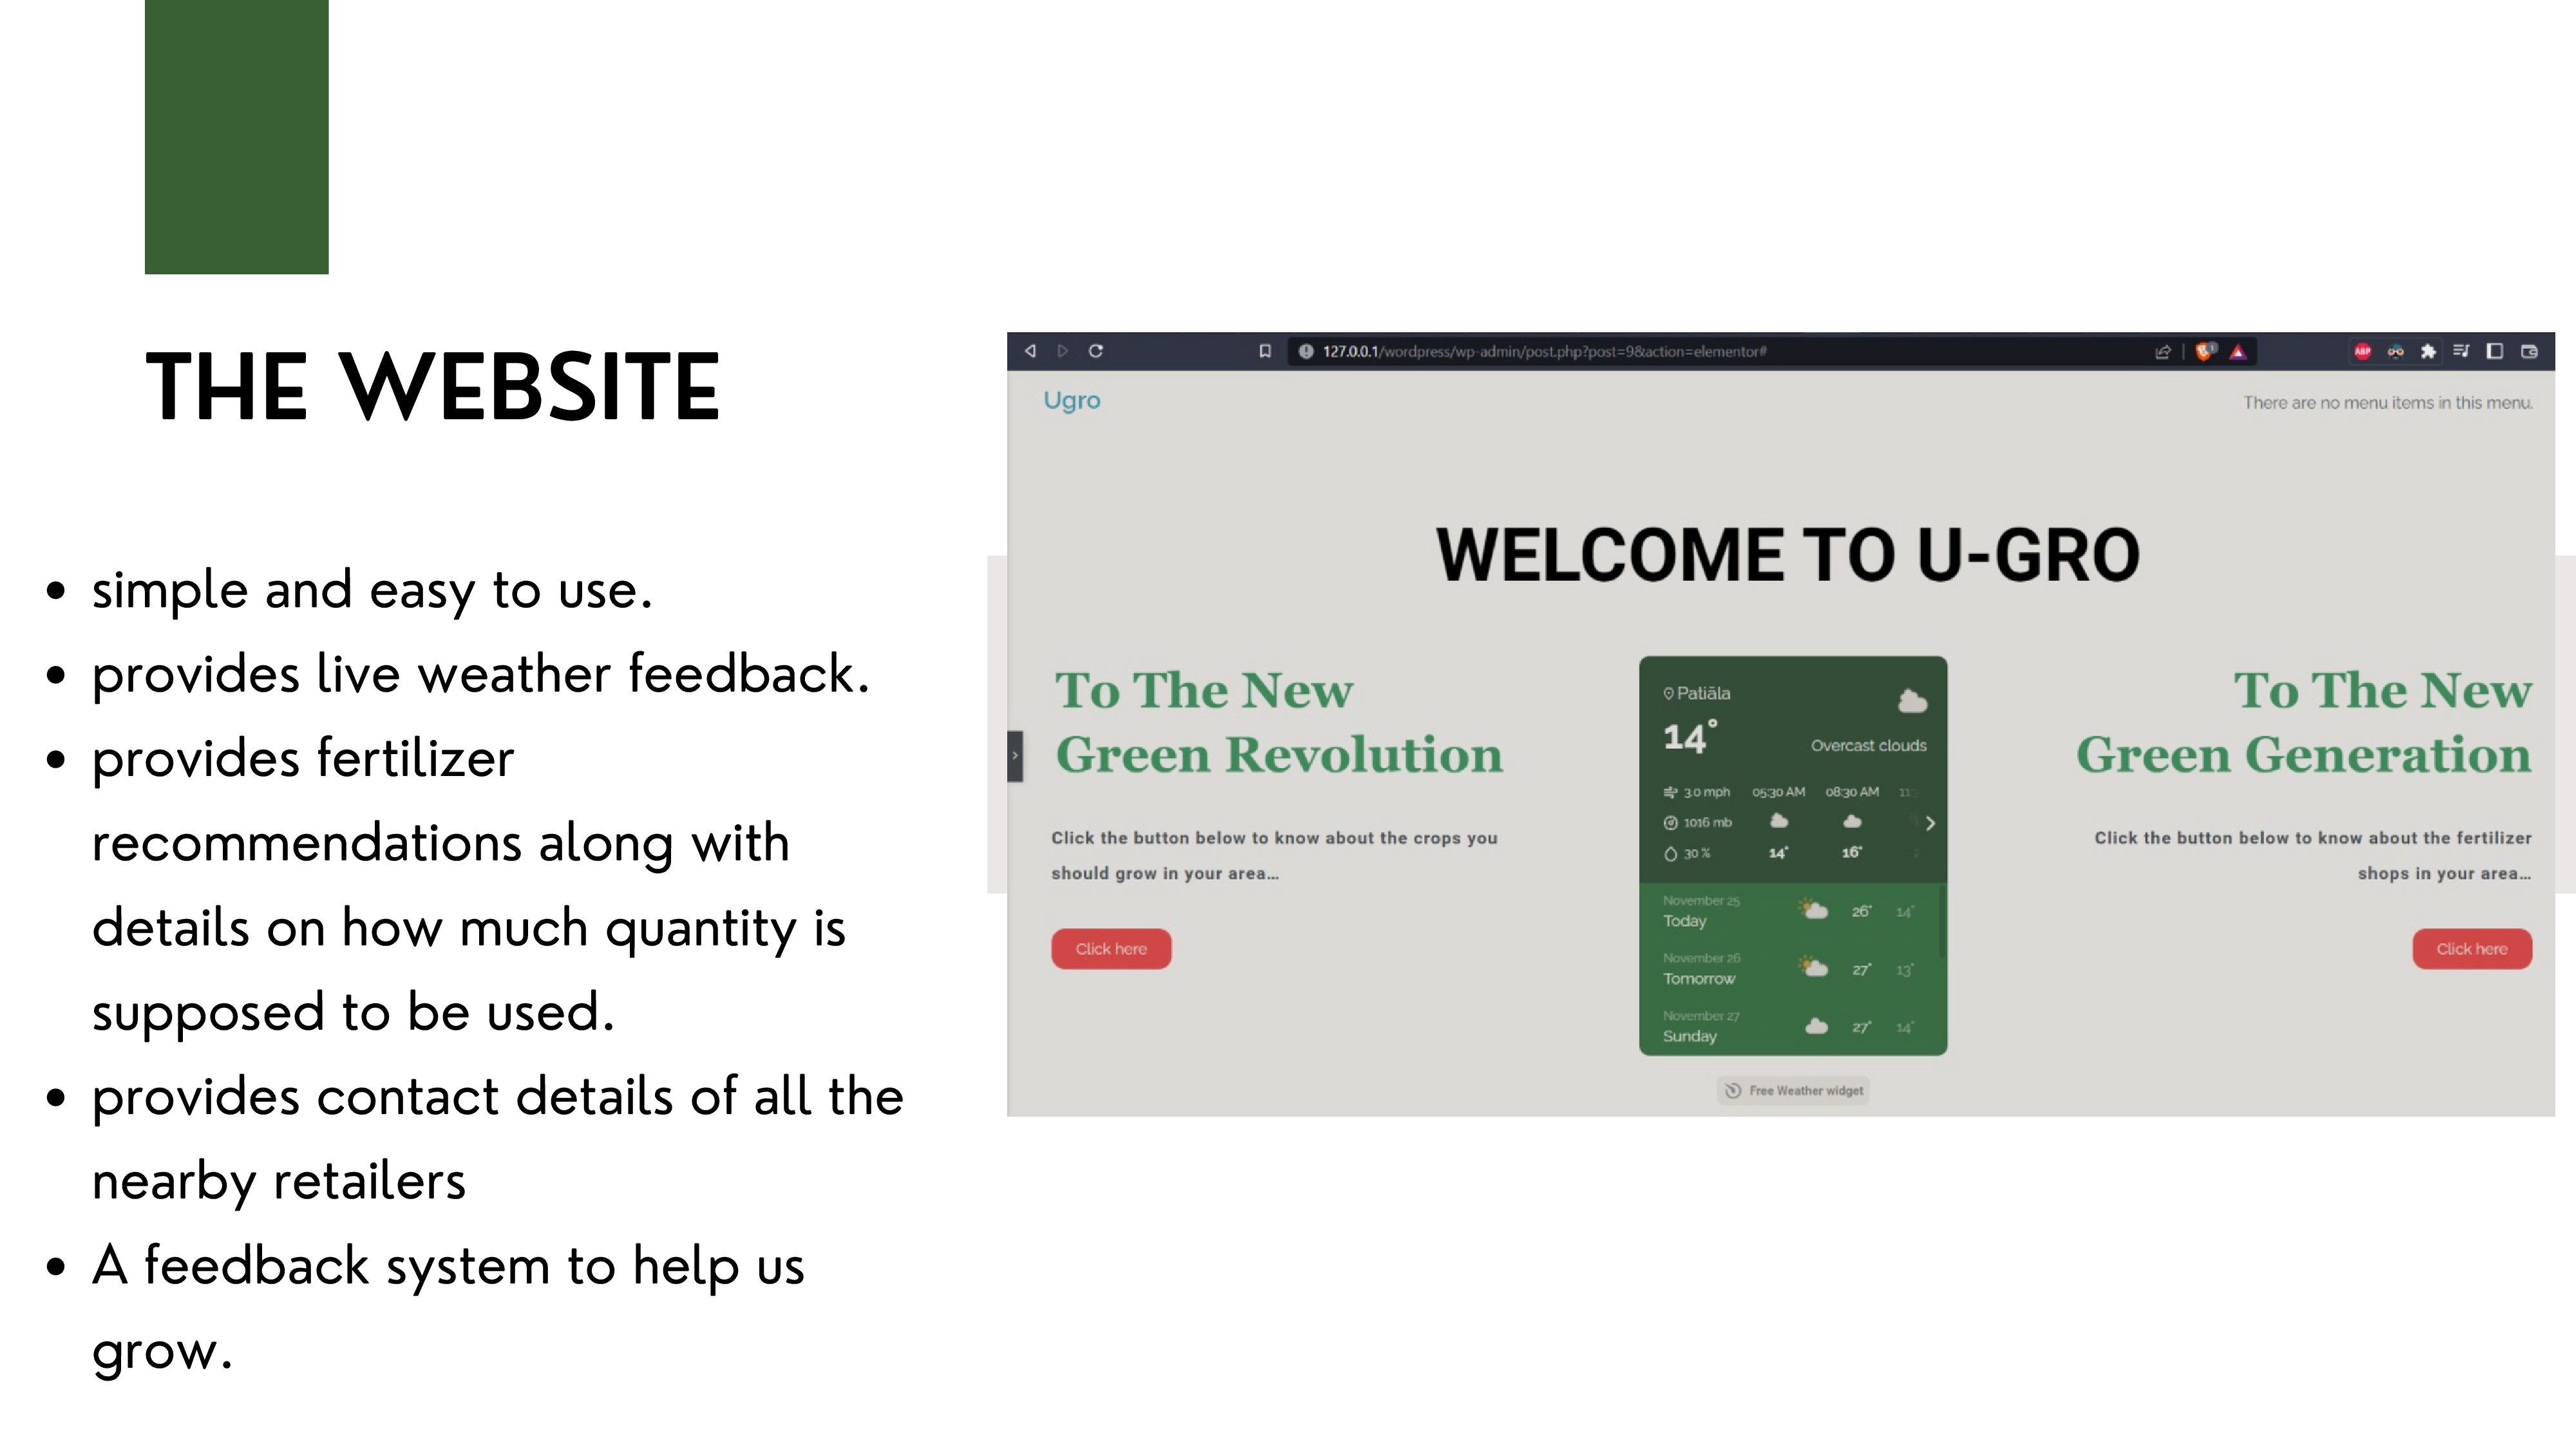 THE WEBSITE
simple and easy to use.
provides live weather feedback.
provides fertilizer
recommendations along with
details on how much quantity is
supposed to be used.
provides contact details of all the
nearby retailers
A feedback system to help us
grow.
127.0.0.1/wordpress/wp-admin/post.php?post=9&action=elementor#
ABP
Ugro
There are no menu items in this menu.
WELCOME TO U-GRO
To The New
Green Revolution
Click the button below to know about the crops you
should grow in your area...
Click here
Patiāla
14°
Overcast clouds
3.0 mph 05:30 AM 08:30 AM
1016 mb
30 % 14° 16°
November 25
Today 26° 14°
November 26
Tomorrow 27° 13°
November 27
Sunday 27° 14°
Free Weather widget
To The New
Green Generation
Click the button below to know about the fertilizer
shops in your area...
Click here